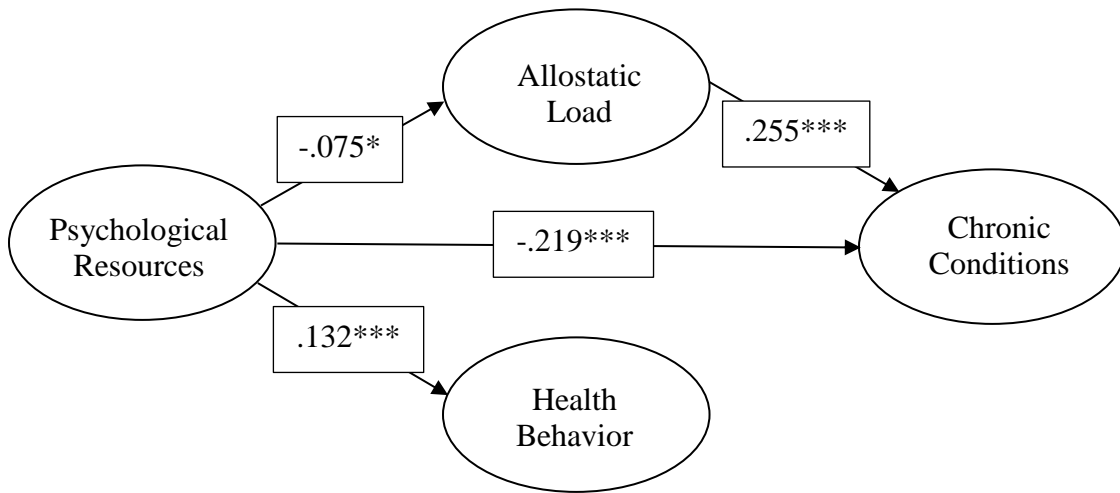 Allostatic
Load
-.075*
.255***
Psychological
Resources
-.219***
Chronic
Conditions
.132***
Health
Behavior